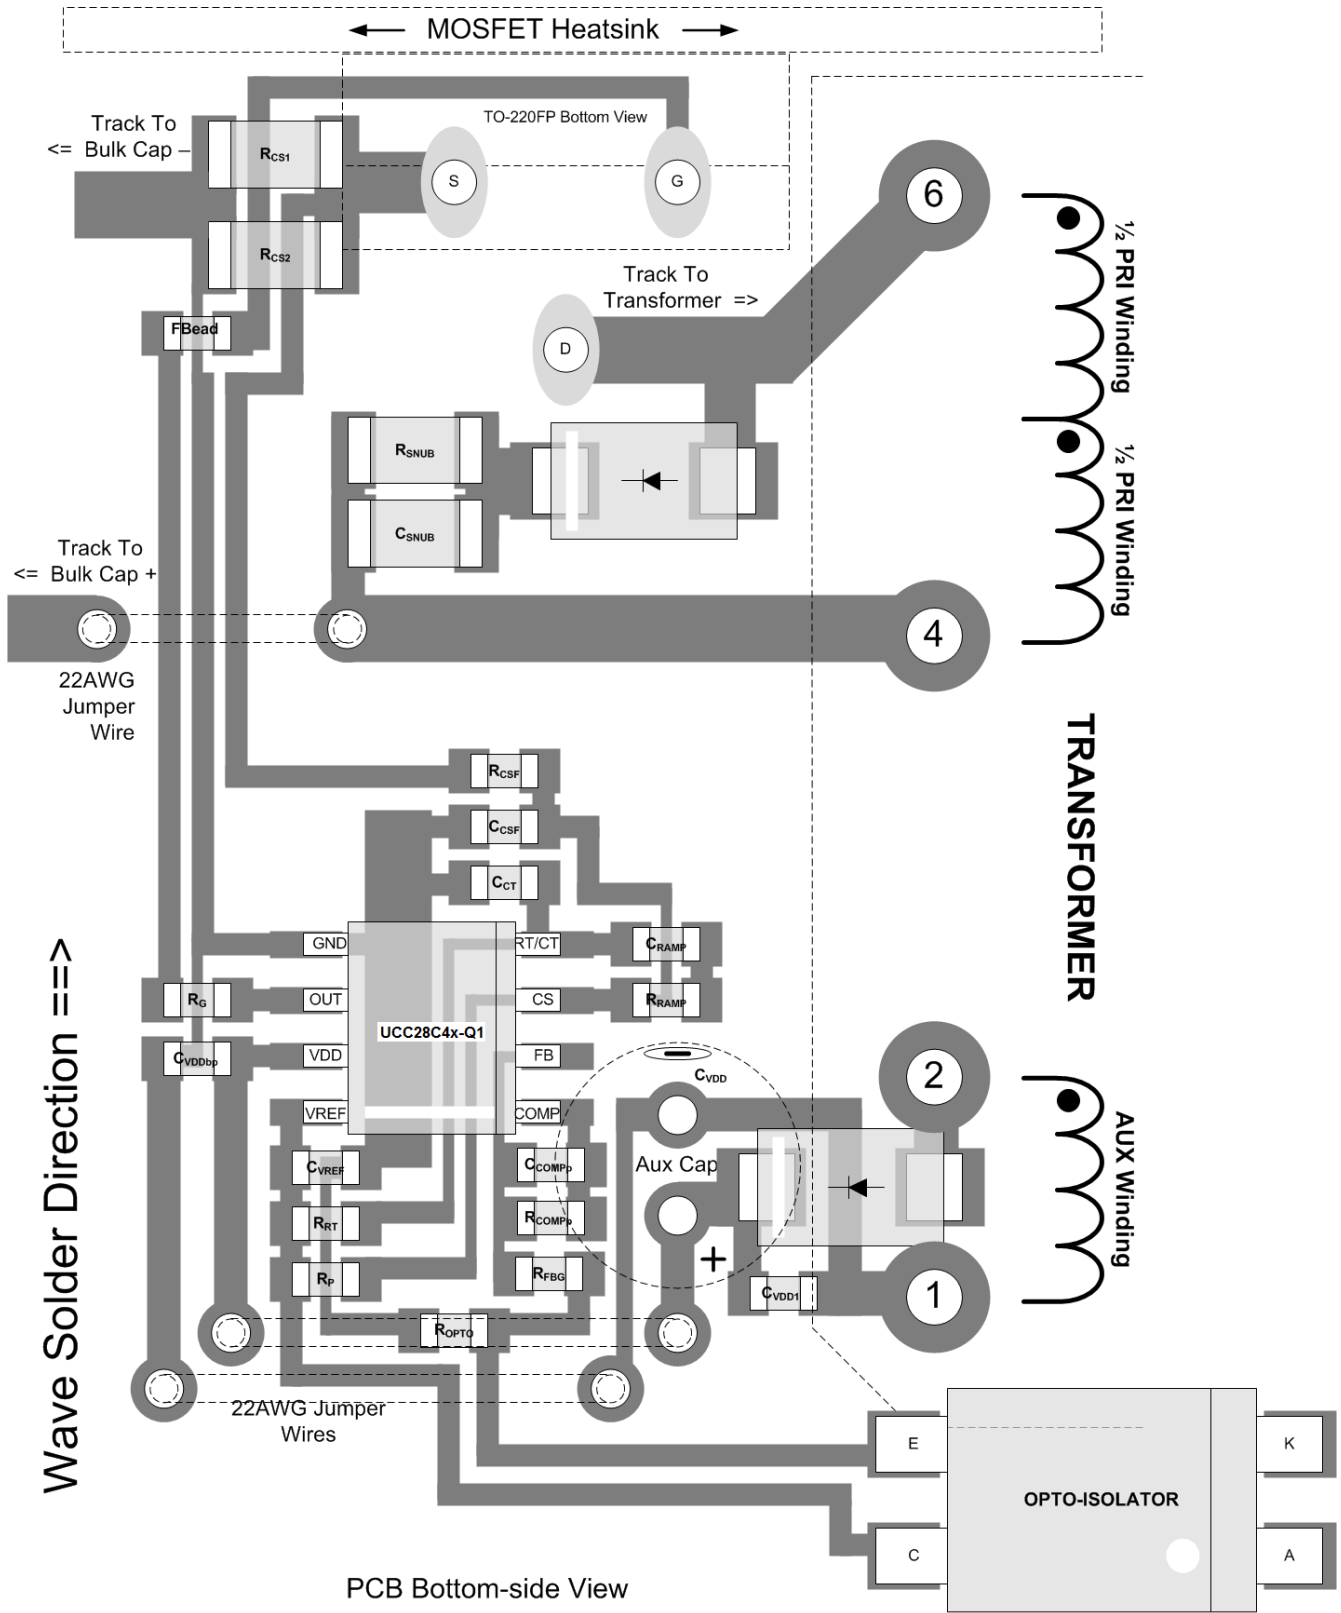 MOSFET Heatsink
Track To
<= Bulk Cap –
TO-220FP Bottom View
RCS1
S
G
6
RCS2
½ PRI Winding
Track To
Transformer =>
FBead
D
RSNUB
½ PRI Winding
CSNUB
Track To
<= Bulk Cap +
4
22AWG
Jumper
Wire
TRANSFORMER
RCSF
CCSF
CCT
Wave Solder Direction ==>
GND
RT/CT
CRAMP
RG
OUT
CS
RRAMP
UCC28C4x-Q1
CVDDbp
VDD
FB
–
CVDD
2
VREF
COMP
AUX Winding
CVREF
CCOMPp
Aux Cap
RRT
RCOMPp
+
RP
RFBG
CVDD1
1
ROPTO
22AWG Jumper
Wires
E
K
OPTO-ISOLATOR
C
A
PCB Bottom-side View